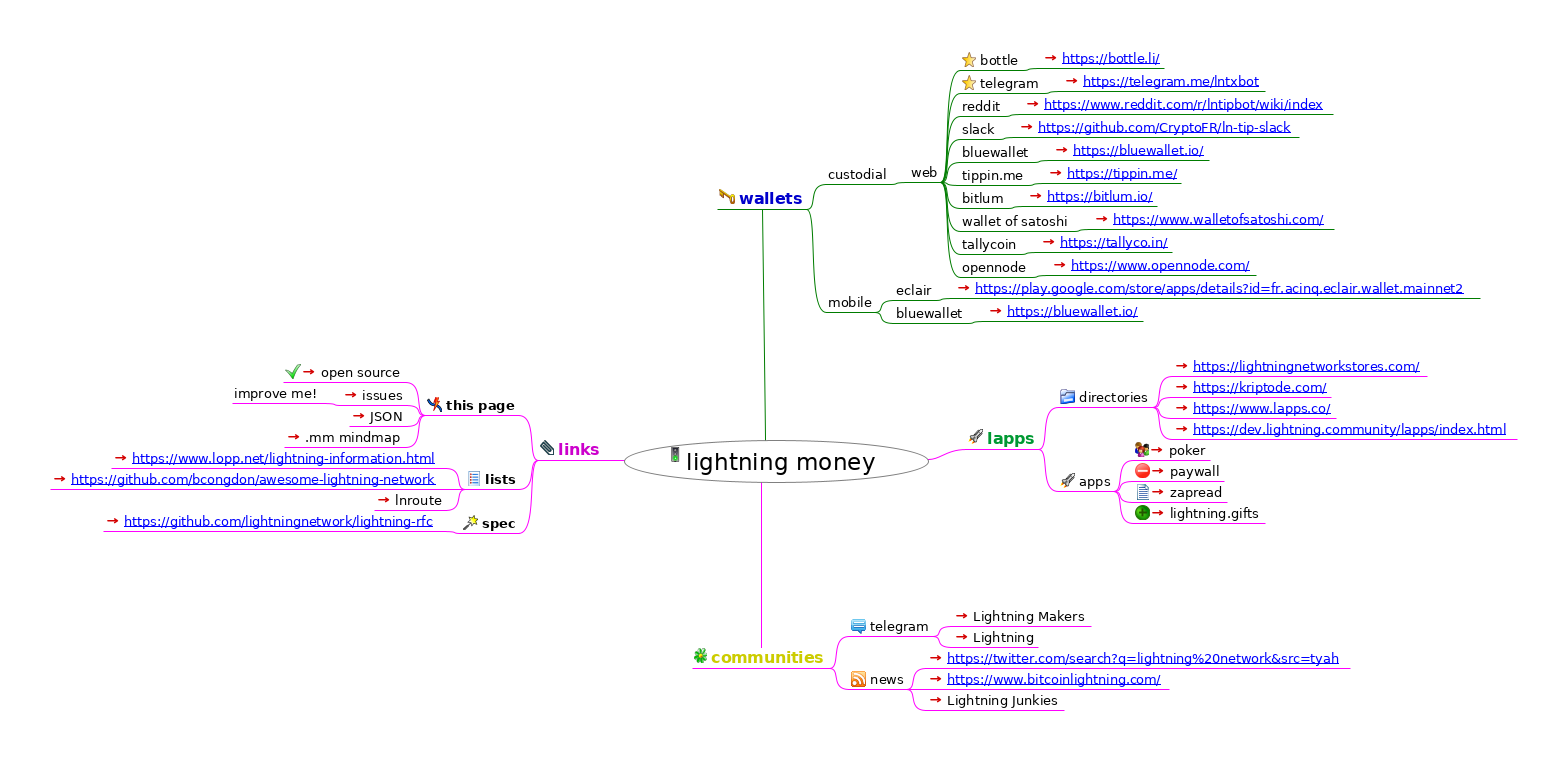 lightning money
wallets
custodial
web
bottle
https://bottle.li/
telegram
https://telegram.me/lntxbot
reddit
https://www.reddit.com/r/lntipbot/wiki/index
slack
https://github.com/CryptoFR/ln-tip-slack
bluewallet
https://bluewallet.io/
tippin.me
https://tippin.me/
bitlum
https://bitlum.io/
wallet of satoshi
https://www.walletofsatoshi.com/
tallycoin
https://tallyco.in/
opennode
https://www.opennode.com/
mobile
eclair
https://play.google.com/store/apps/details?id=fr.acinq.eclair.wallet.mainnet2
bluewallet
https://bluewallet.io/
lapps
directories
https://lightningnetworkstores.com/
https://kriptode.com/
https://www.lapps.co/
https://dev.lightning.community/lapps/index.html
apps
poker
paywall
zapread
lightning.gifts
communities
telegram
Lightning Makers
Lightning
news
https://twitter.com/search?q=lightning%20network&src=tyah
https://www.bitcoinlightning.com/
Lightning Junkies
links
this page
open source
issues
improve me!
JSON
.mm mindmap
lists
https://www.lopp.net/lightning-information.html
https://github.com/bcongdon/awesome-lightning-network
lnroute
spec
https://github.com/lightningnetwork/lightning-rfc